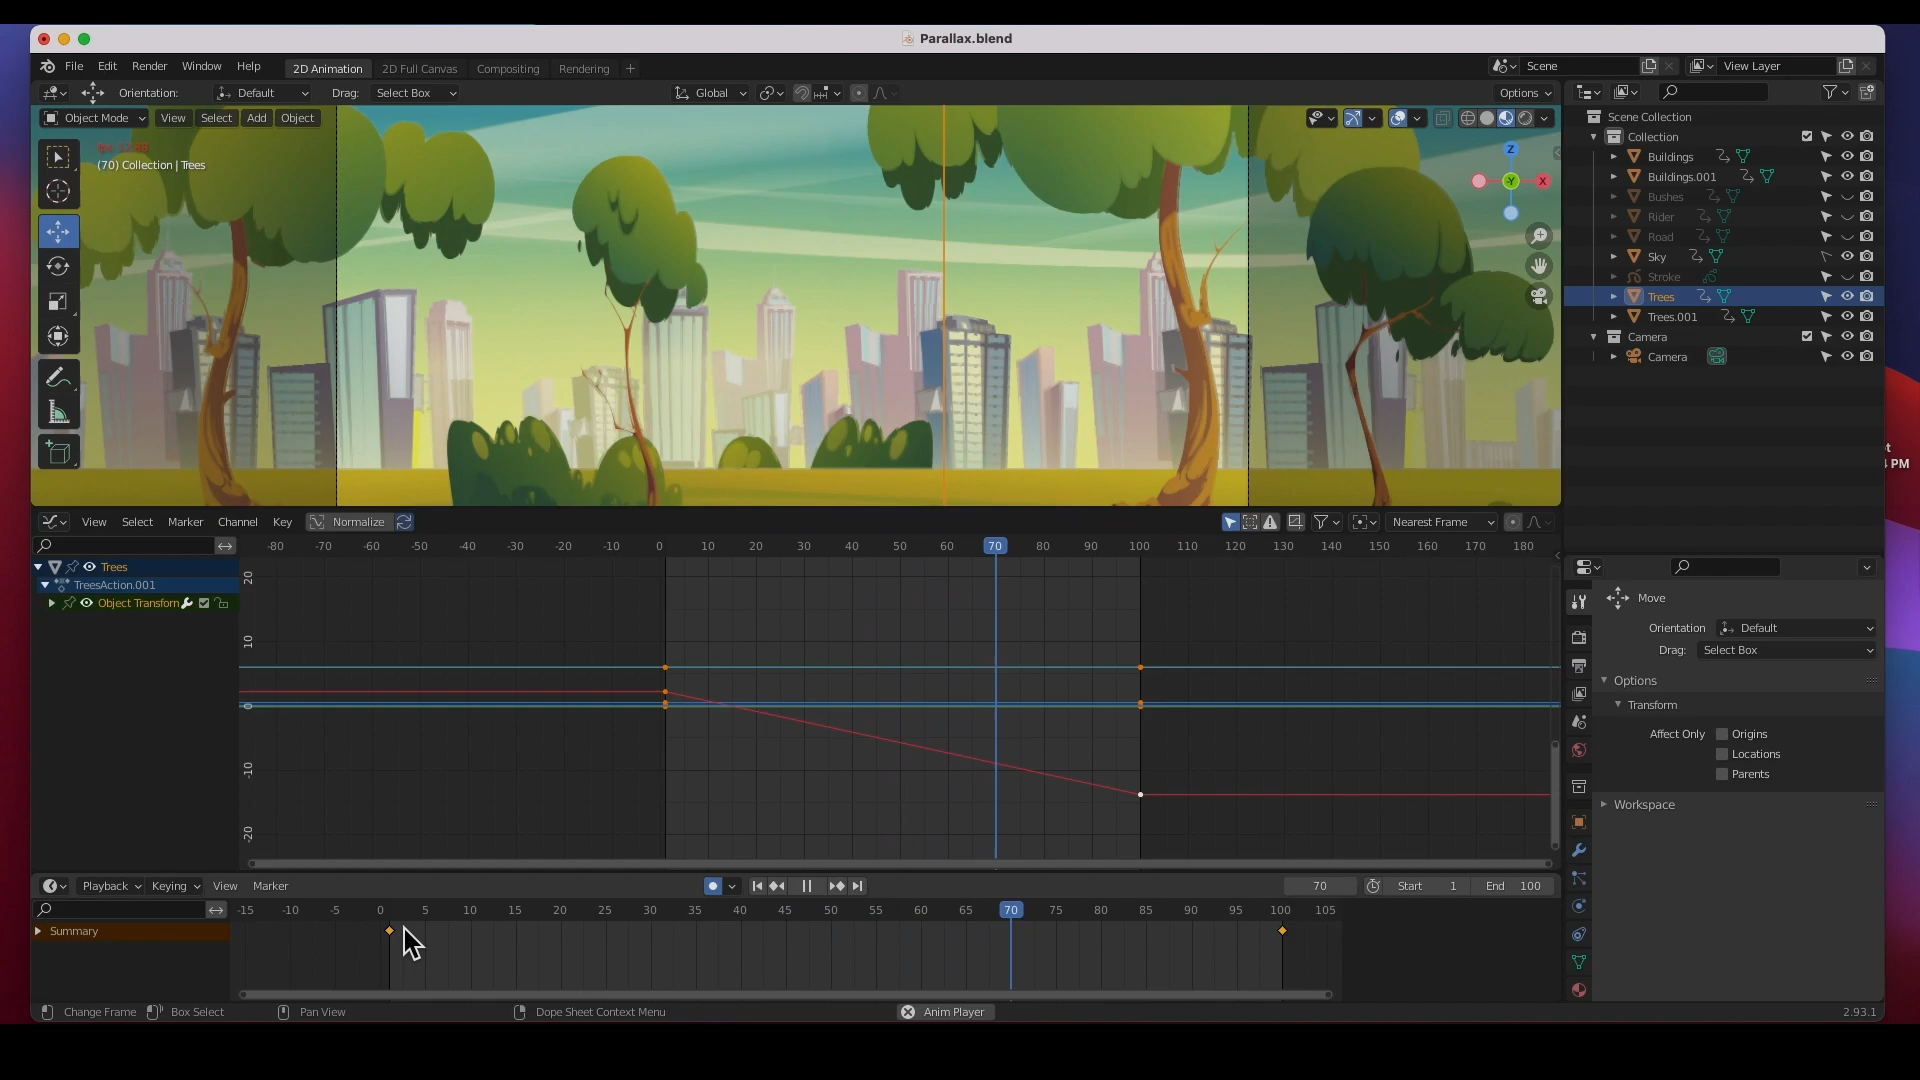 Parallax.blend
File Edit Render Window Help 2D Animation 2D Full Canvas Compositing Rendering + Scene View Layer
Orientation: Default Drag: Select Box Global Options
Object Mode View Select Add Object
(70) Collection | Trees
Z
Y
X
Scene Collection
Collection
Buildings
Buildings.001
Bushes
Rider
Road
Sky
Stroke
Trees
Trees.001
Camera
Camera
PM
View Select Marker Channel Key Normalize Nearest Frame
-80 -70 -60 -50 -40 -30 -20 -10 0 10 20 30 40 50 60 70 80 90 100 110 120 130 140 150 160 170 180
Trees
TreesAction.001
Object Transform
20
10
0
-10
-20
Move
Orientation Default
Drag: Select Box
Options
Transform
Affect Only Origins
Locations
Parents
Workspace
Playback Keying View Marker 70 Start 1 End 100
-15 -10 -5 0 5 10 15 20 25 30 35 40 45 50 55 60 65 70 75 80 85 90 95 100 105
Summary
Change Frame Box Select Pan View Dope Sheet Context Menu Anim Player 2.93.1